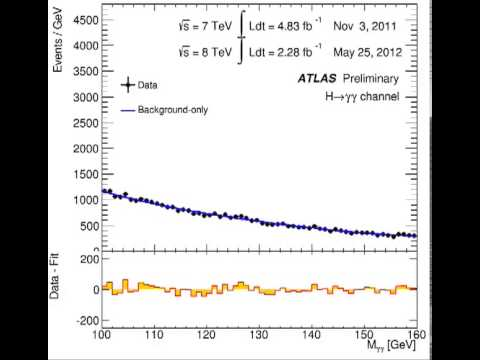 Events / GeV
4500
4000
3500
3000
2500
2000
1500
1000
500
0
√s = 7 TeV ∫ Ldt = 4.83 fb⁻¹ Nov 3, 2011
√s = 8 TeV ∫ Ldt = 2.28 fb⁻¹ May 25, 2012
ATLAS Preliminary
Data
H→γγ channel
Background-only
Data - Fit
200
0
-200
100 110 120 130 140 150 160
Mγγ [GeV]